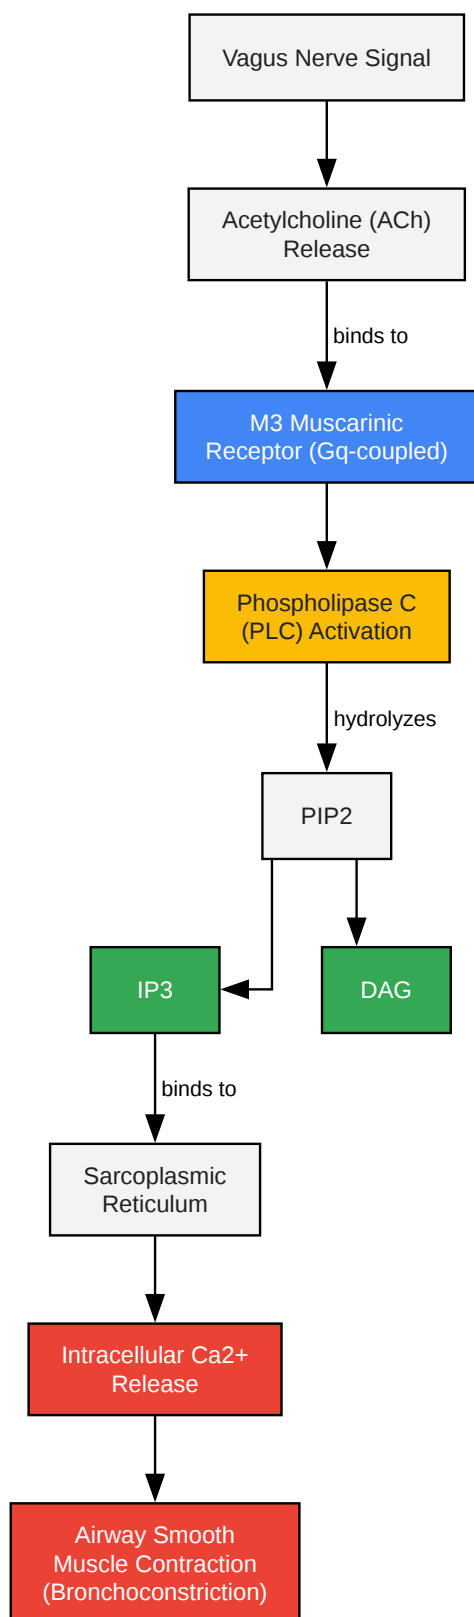 Vagus Nerve Signal
Acetylcholine (ACh)
Release
binds to
M3 Muscarinic
Receptor (Gq-coupled)
Phospholipase C
(PLC) Activation
hydrolyzes
PIP2
IP3
DAG
binds to
Sarcoplasmic
Reticulum
Intracellular Ca2+
Release
Airway Smooth
Muscle Contraction
(Bronchoconstriction)